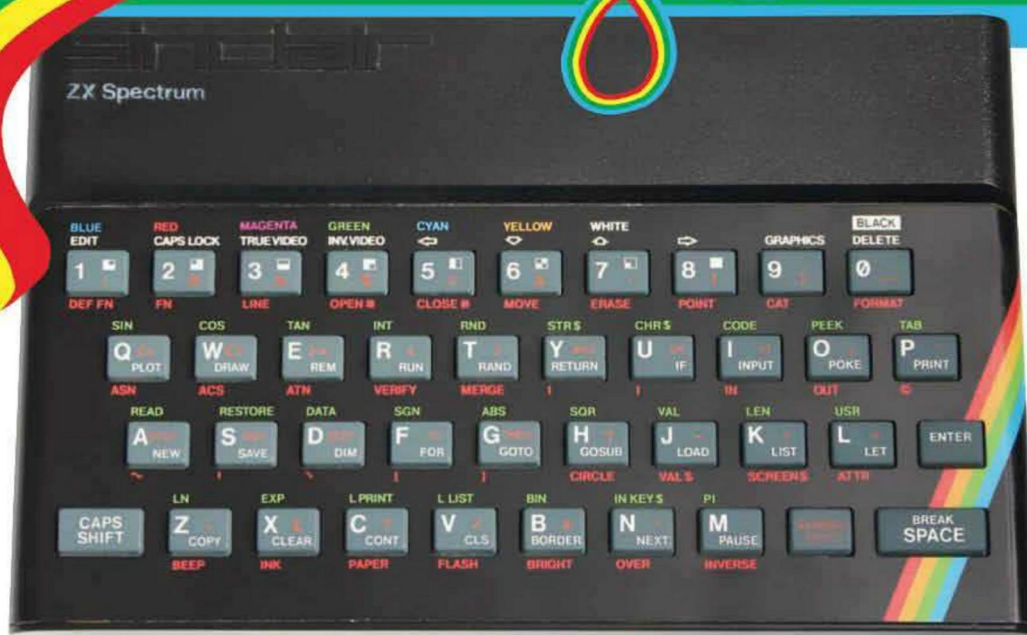 sinclair
ZX Spectrum
BLUE RED MAGENTA GREEN CYAN YELLOW WHITE BLACK
EDIT CAPS LOCK TRUE VIDEO INV. VIDEO ⇦ ⇩ ⇧ ⇨ GRAPHICS DELETE
1 2 3 4 5 6 7 8 9 0
DEF FN FN LINE OPEN # CLOSE # MOVE ERASE POINT CAT FORMAT
SIN COS TAN INT RND STR $ CHR $ CODE PEEK TAB
Q W E R T Y U I O P
PLOT DRAW REM RUN RAND RETURN IF INPUT POKE PRINT
ASN ACS ATN VERIFY MERGE [ ] IN OUT ©
READ RESTORE DATA SGN ABS SQR VAL LEN USR
A S D F G H J K L ENTER
NEW SAVE DIM FOR GOTO GOSUB LOAD LIST LET
~ | \ { } CIRCLE VAL $ SCREEN $ ATTR
LN EXP L PRINT L LIST BIN IN KEY $ PI
CAPS SHIFT Z X C V B N M BREAK SPACE
COPY CLEAR CONT CLS BORDER NEXT PAUSE
BEEP INK PAPER FLASH BRIGHT OVER INVERSE